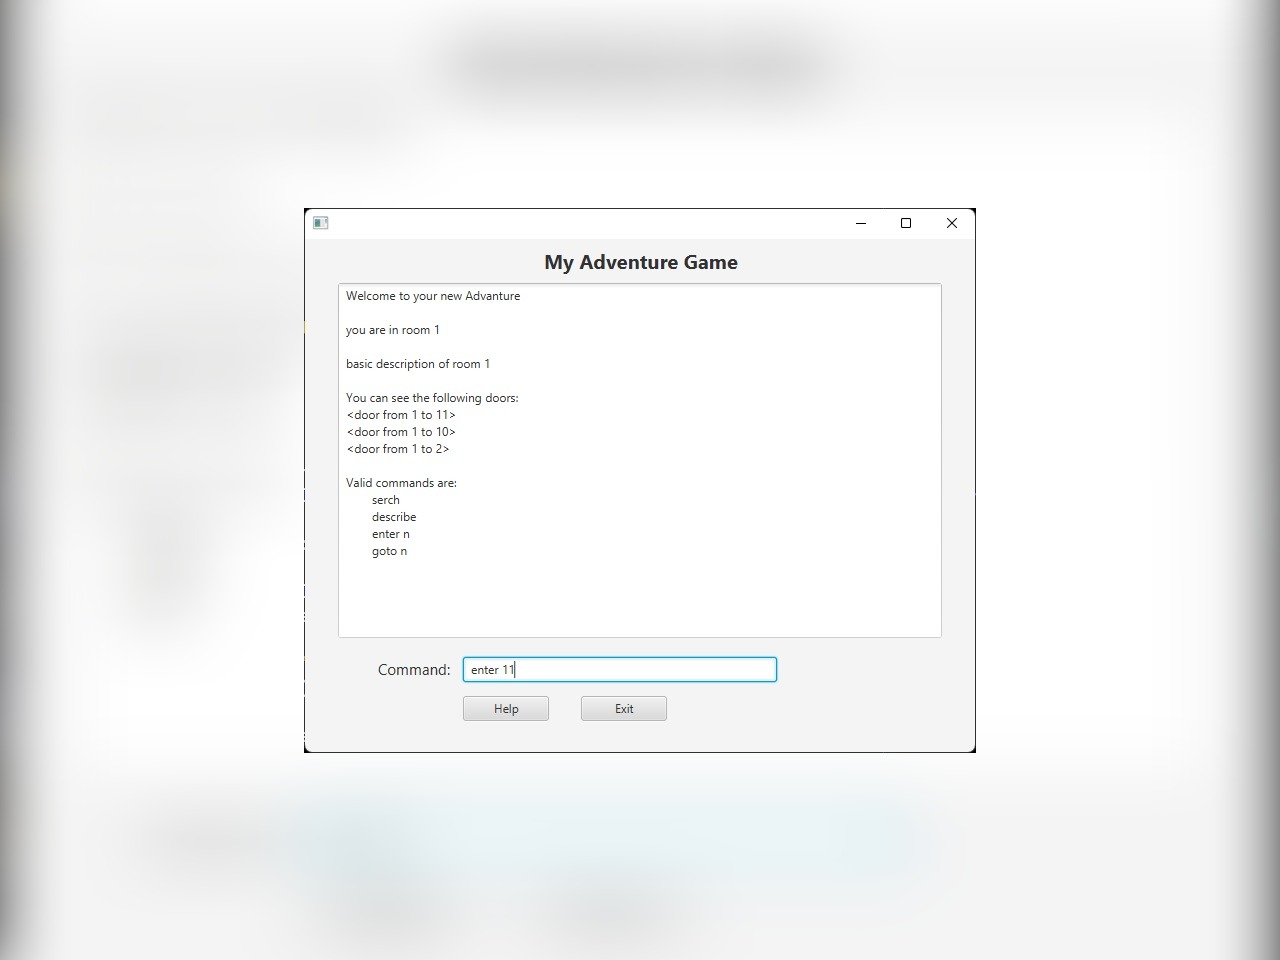 My Adventure Game
Welcome to your new Advanture
you are in room 1
basic description of room 1
You can see the following doors:
<door from 1 to 11>
<door from 1 to 10>
<door from 1 to 2>
Valid commands are:
serch
describe
enter n
goto n
Command: enter 11
Help Exit